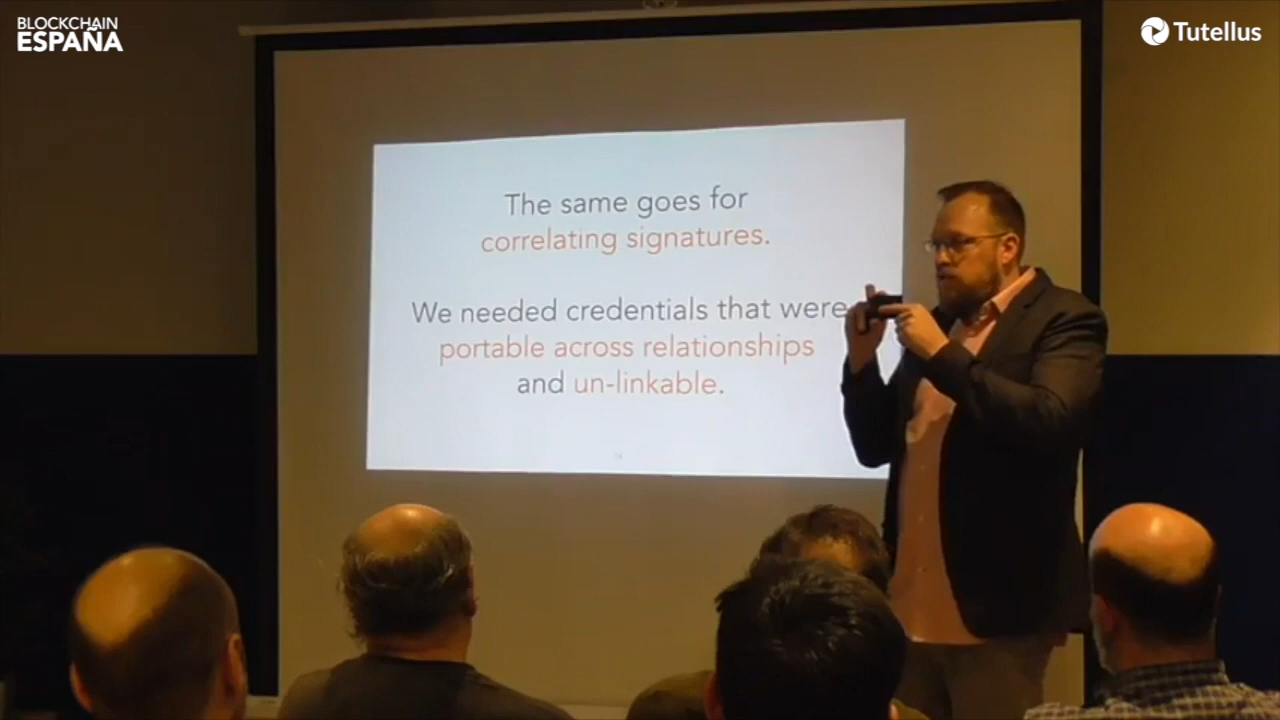 BLOCKCHAIN
ESPAÑA
Tutellus
The same goes for
correlating signatures.
We needed credentials that were
portable across relationships
and un-linkable.